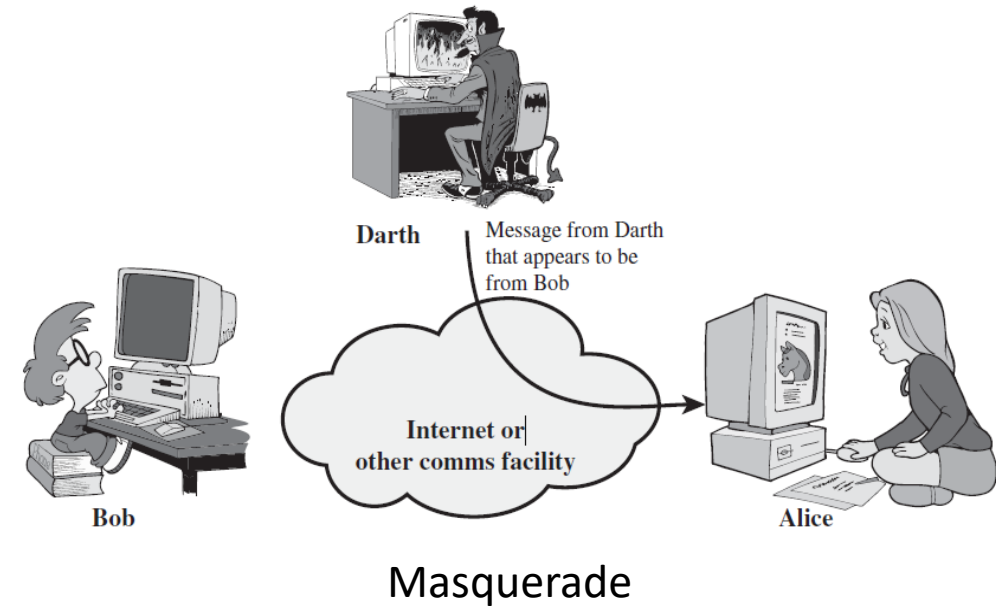 Darth
Message from Darth
that appears to be
from Bob
Internet or
other comms facility
Bob
Alice
Masquerade